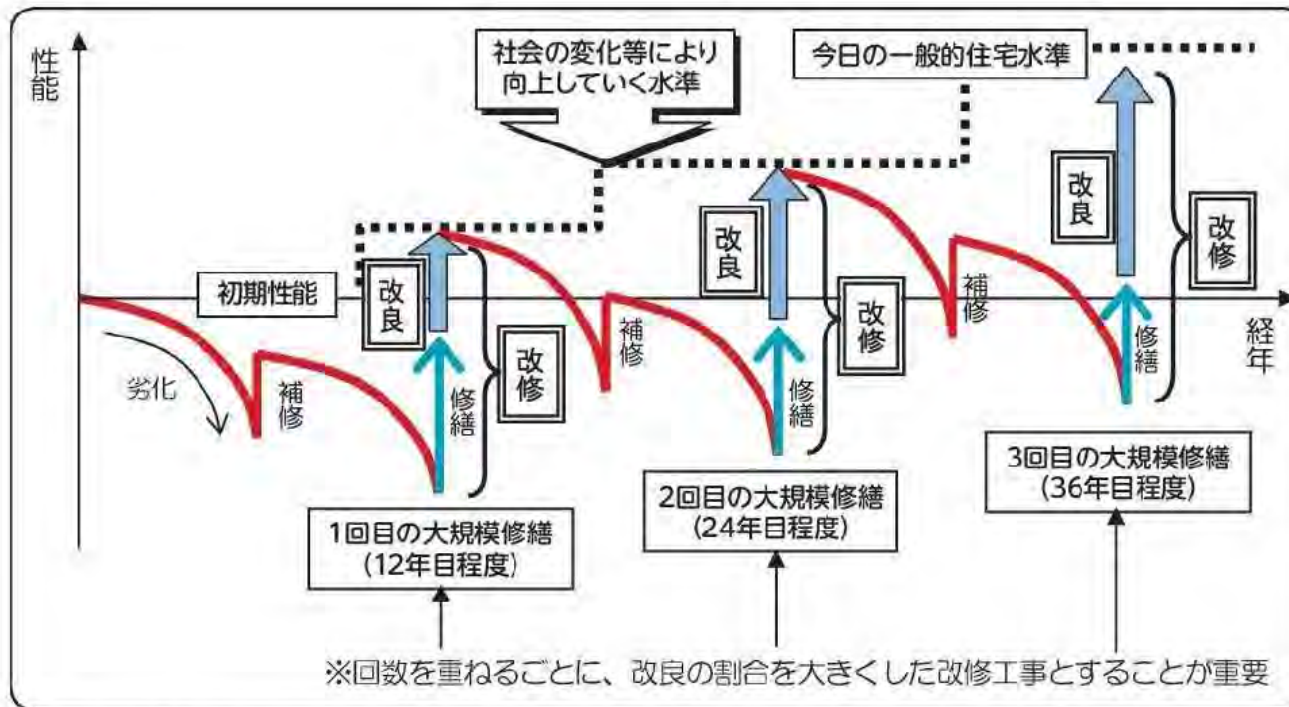 性能
社会の変化等により
向上していく水準
今日の一般的住宅水準
初期性能
劣化
補修
改良
修繕
改修
補修
改良
修繕
改修
補修
改良
修繕
改修
経年
1回目の大規模修繕
(12年目程度)
2回目の大規模修繕
(24年目程度)
3回目の大規模修繕
(36年目程度)
※回数を重ねるごとに、改良の割合を大きくした改修工事とすることが重要